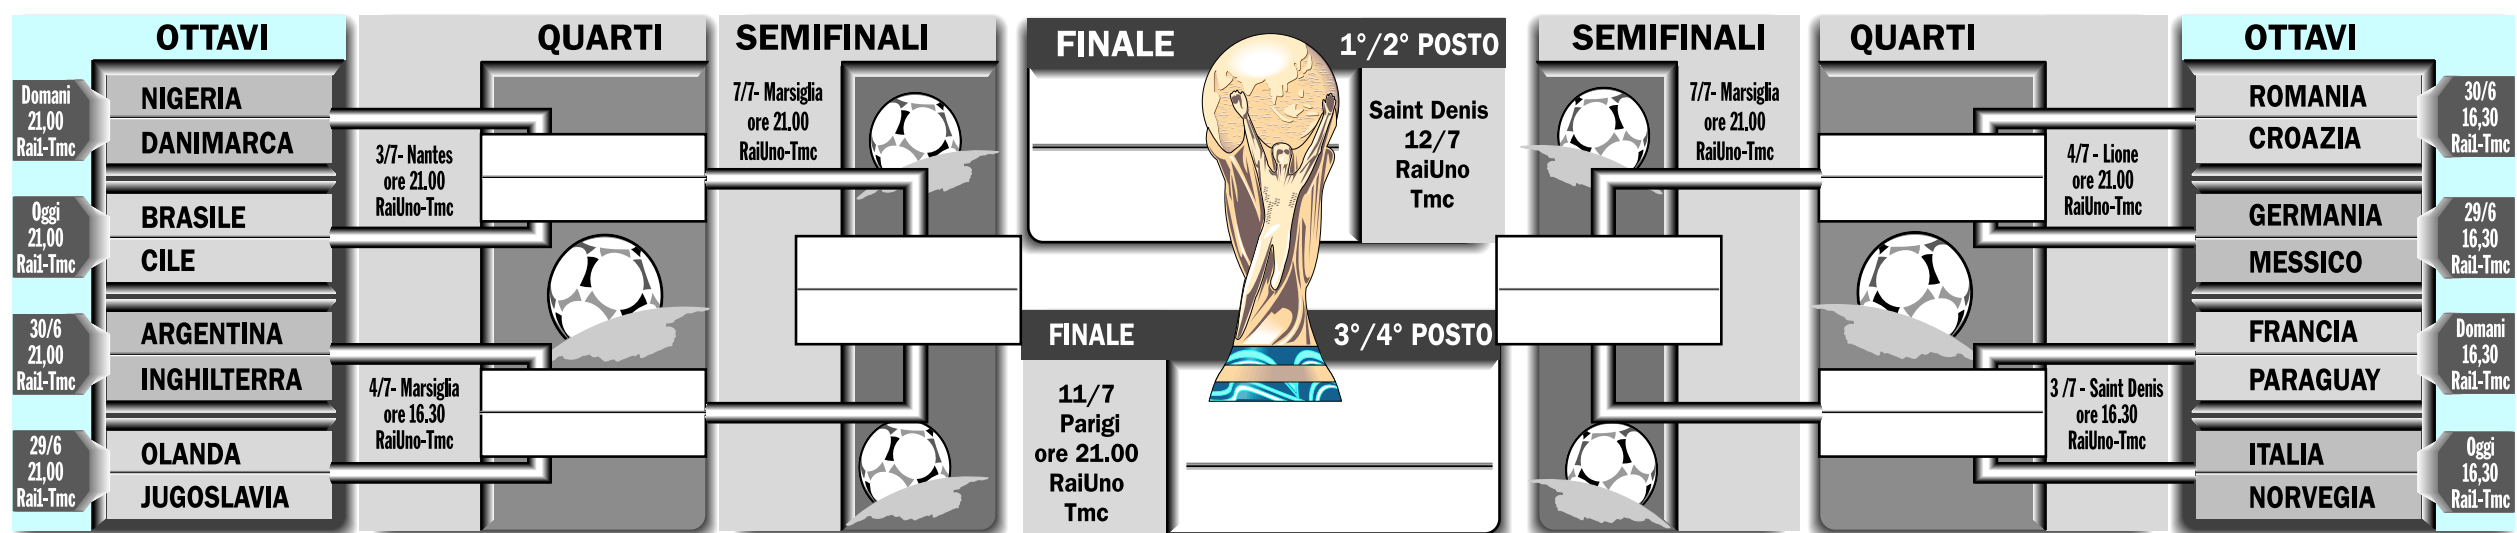 OTTAVI
Domani
21,00
Rai1-Tmc
NIGERIA
DANIMARCA
Oggi
21,00
Rai1-Tmc
BRASILE
CILE
30/6
21,00
Rai1-Tmc
ARGENTINA
INGHILTERRA
29/6
21,00
Rai1-Tmc
OLANDA
JUGOSLAVIA
QUARTI
3/7- Nantes
ore 21.00
RaiUno-Tmc
4/7- Marsiglia
ore 16.30
RaiUno-Tmc
SEMIFINALI
7/7- Marsiglia
ore 21.00
RaiUno-Tmc
FINALE 1°/2° POSTO
Saint Denis
12/7
RaiUno
Tmc
FINALE 3°/4° POSTO
11/7
Parigi
ore 21.00
RaiUno
Tmc
SEMIFINALI
7/7- Marsiglia
ore 21.00
RaiUno-Tmc
QUARTI
4/7 - Lione
ore 21.00
RaiUno-Tmc
3 /7 - Saint Denis
ore 16.30
RaiUno-Tmc
OTTAVI
ROMANIA
CROAZIA
30/6
16,30
Rai1-Tmc
GERMANIA
MESSICO
29/6
16,30
Rai1-Tmc
FRANCIA
PARAGUAY
Domani
16,30
Rai1-Tmc
ITALIA
NORVEGIA
Oggi
16,30
Rai1-Tmc